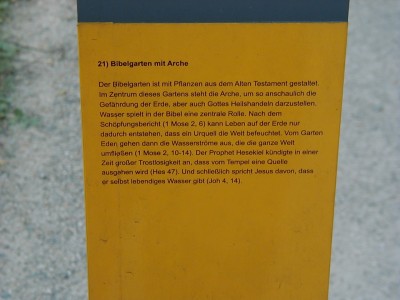 21) Bibelgarten mit Arche
Der Bibelgarten ist mit Pflanzen aus dem Alten Testament gestaltet.
Im Zentrum dieses Gartens steht die Arche, um so anschaulich die
Gefährdung der Erde, aber auch Gottes Heilshandeln darzustellen.
Wasser spielt in der Bibel eine zentrale Rolle. Nach dem
Schöpfungsbericht (1 Mose 2, 6) kann Leben auf der Erde nur
dadurch entstehen, dass ein Urquell die Welt befeuchtet. Vom Garten
Eden gehen dann die Wasserströme aus, die die ganze Welt
umfließen (1 Mose 2, 10-14). Der Prophet Hesekiel kündigte in einer
Zeit großer Trostlosigkeit an, dass vom Tempel eine Quelle
ausgehen wird (Hes 47). Und schließlich spricht Jesus davon, dass
er selbst lebendiges Wasser gibt (Joh 4, 14).